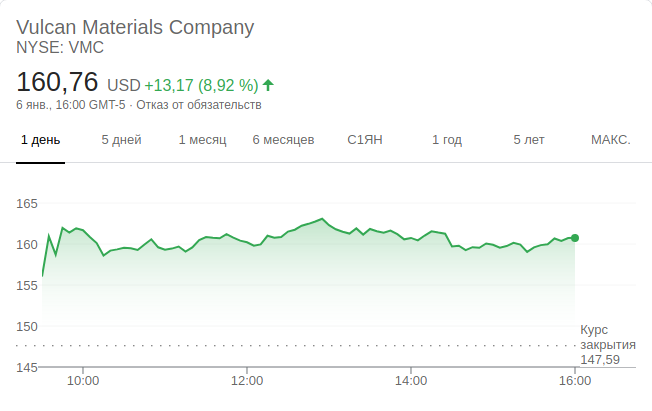 Vulcan Materials Company
NYSE: VMC
160,76 USD +13,17 (8,92 %)
6 янв., 16:00 GMT-5 · Отказ от обязательств
1 день 5 дней 1 месяц 6 месяцев С1ЯН 1 год 5 лет МАКС.
165
160
155
150
Курс
закрытия
147,59
145
10:00 12:00 14:00 16:00